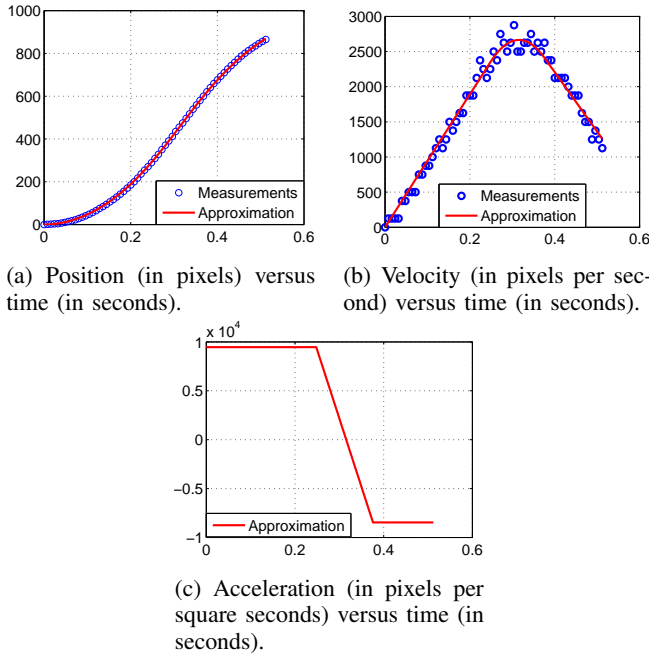 1000
800
600
400
200
0
0 0.2 0.4 0.6
Measurements
Approximation
(a) Position (in pixels) versus
time (in seconds).
3000
2500
2000
1500
1000
500
0
0 0.2 0.4 0.6
Measurements
Approximation
(b) Velocity (in pixels per sec-
ond) versus time (in seconds).
x 10^4
1
0.5
0
−0.5
−1
0 0.2 0.4 0.6
Approximation
(c) Acceleration (in pixels per
square seconds) versus time (in
seconds).